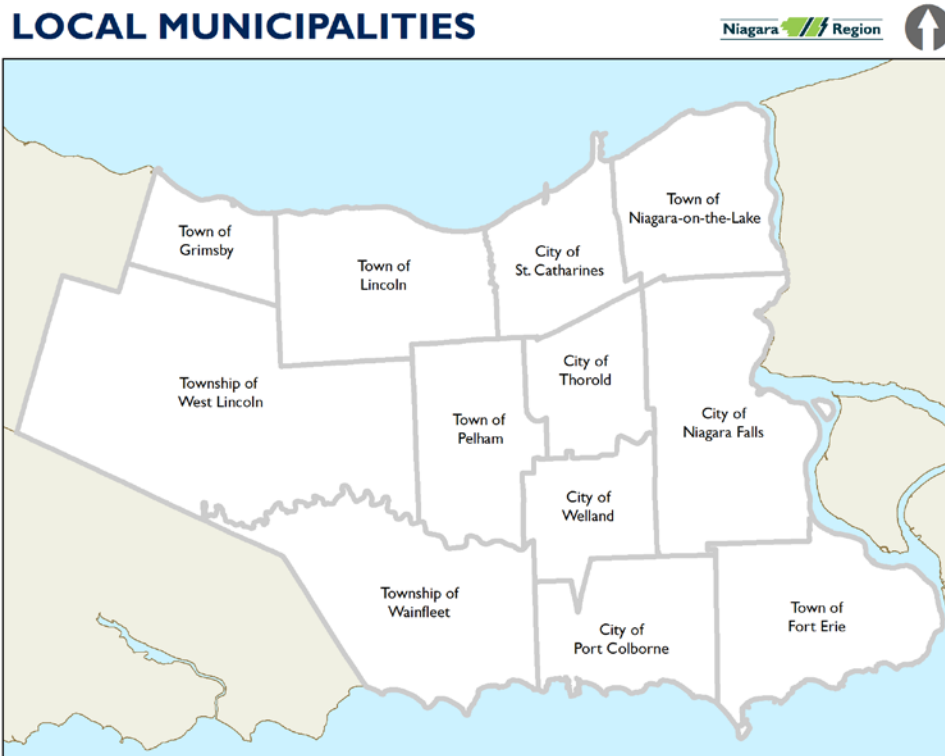 LOCAL MUNICIPALITIES
Niagara Region
Town of
Niagara-on-the-Lake
Town of
Grimsby
City of
St. Catharines
Town of
Lincoln
City of
Thorold
Township of
West Lincoln
City of
Niagara Falls
Town of
Pelham
City of
Welland
Township of
Wainfleet
Town of
Fort Erie
City of
Port Colborne